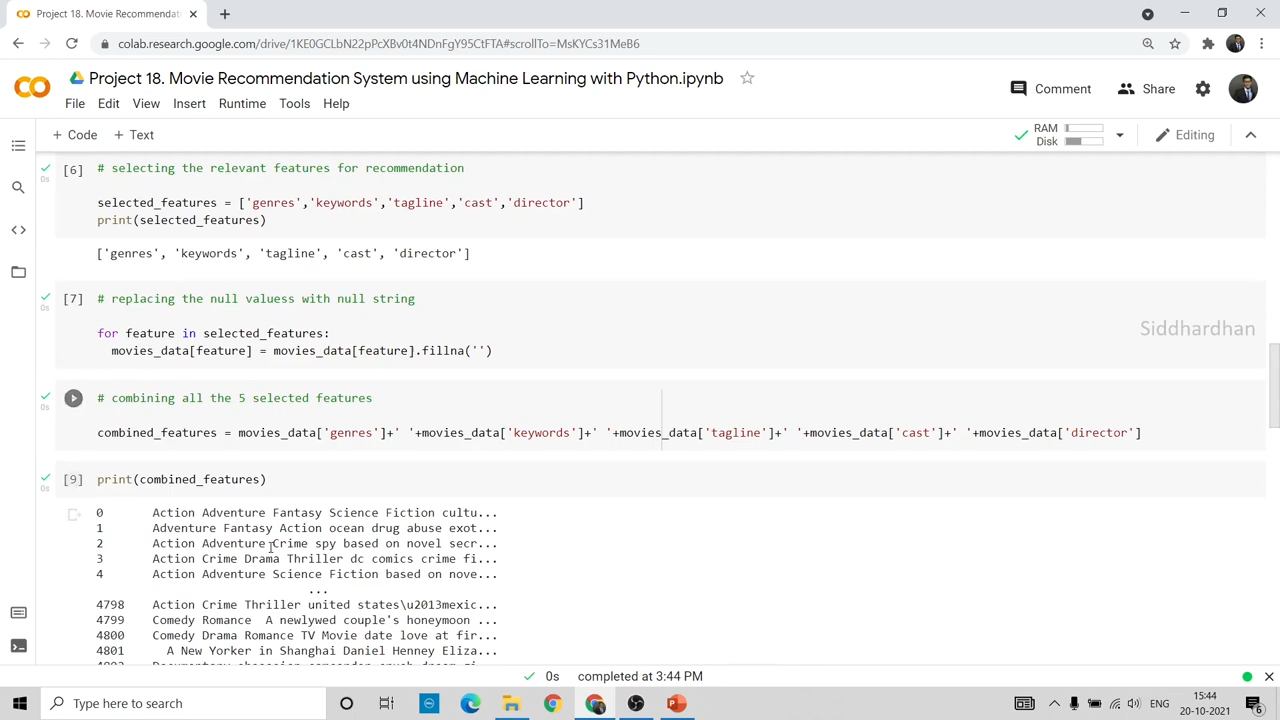 Project 18. Movie Recommendati
colab.research.google.com/drive/1KE0GCLbN22pPcXBv0t4NDnFgY95CtFTA#scrollTo=MsKYCs31MeB6
Project 18. Movie Recommendation System using Machine Learning with Python.ipynb
Comment
Share
File Edit View Insert Runtime Tools Help
+ Code + Text
RAM
Disk
Editing
[6] # selecting the relevant features for recommendation
0s
selected_features = ['genres','keywords','tagline','cast','director']
print(selected_features)
['genres', 'keywords', 'tagline', 'cast', 'director']
[7] # replacing the null valuess with null string
0s
for feature in selected_features:
movies_data[feature] = movies_data[feature].fillna('')
Siddhardhan
# combining all the 5 selected features
0s
combined_features = movies_data['genres']+' '+movies_data['keywords']+' '+movies_data['tagline']+' '+movies_data['cast']+' '+movies_data['director']
[9] print(combined_features)
0s
0 Action Adventure Fantasy Science Fiction cultu...
1 Adventure Fantasy Action ocean drug abuse exot...
2 Action Adventure Crime spy based on novel secr...
3 Action Crime Drama Thriller dc comics crime fi...
4 Action Adventure Science Fiction based on nove...
...
4798 Action Crime Thriller united states\u2013mexic...
4799 Comedy Romance A newlywed couple's honeymoon ...
4800 Comedy Drama Romance TV Movie date love at fir...
4801 A New Yorker in Shanghai Daniel Henney Eliza...
0s completed at 3:44 PM
Type here to search
ENG
15:44
20-10-2021
6